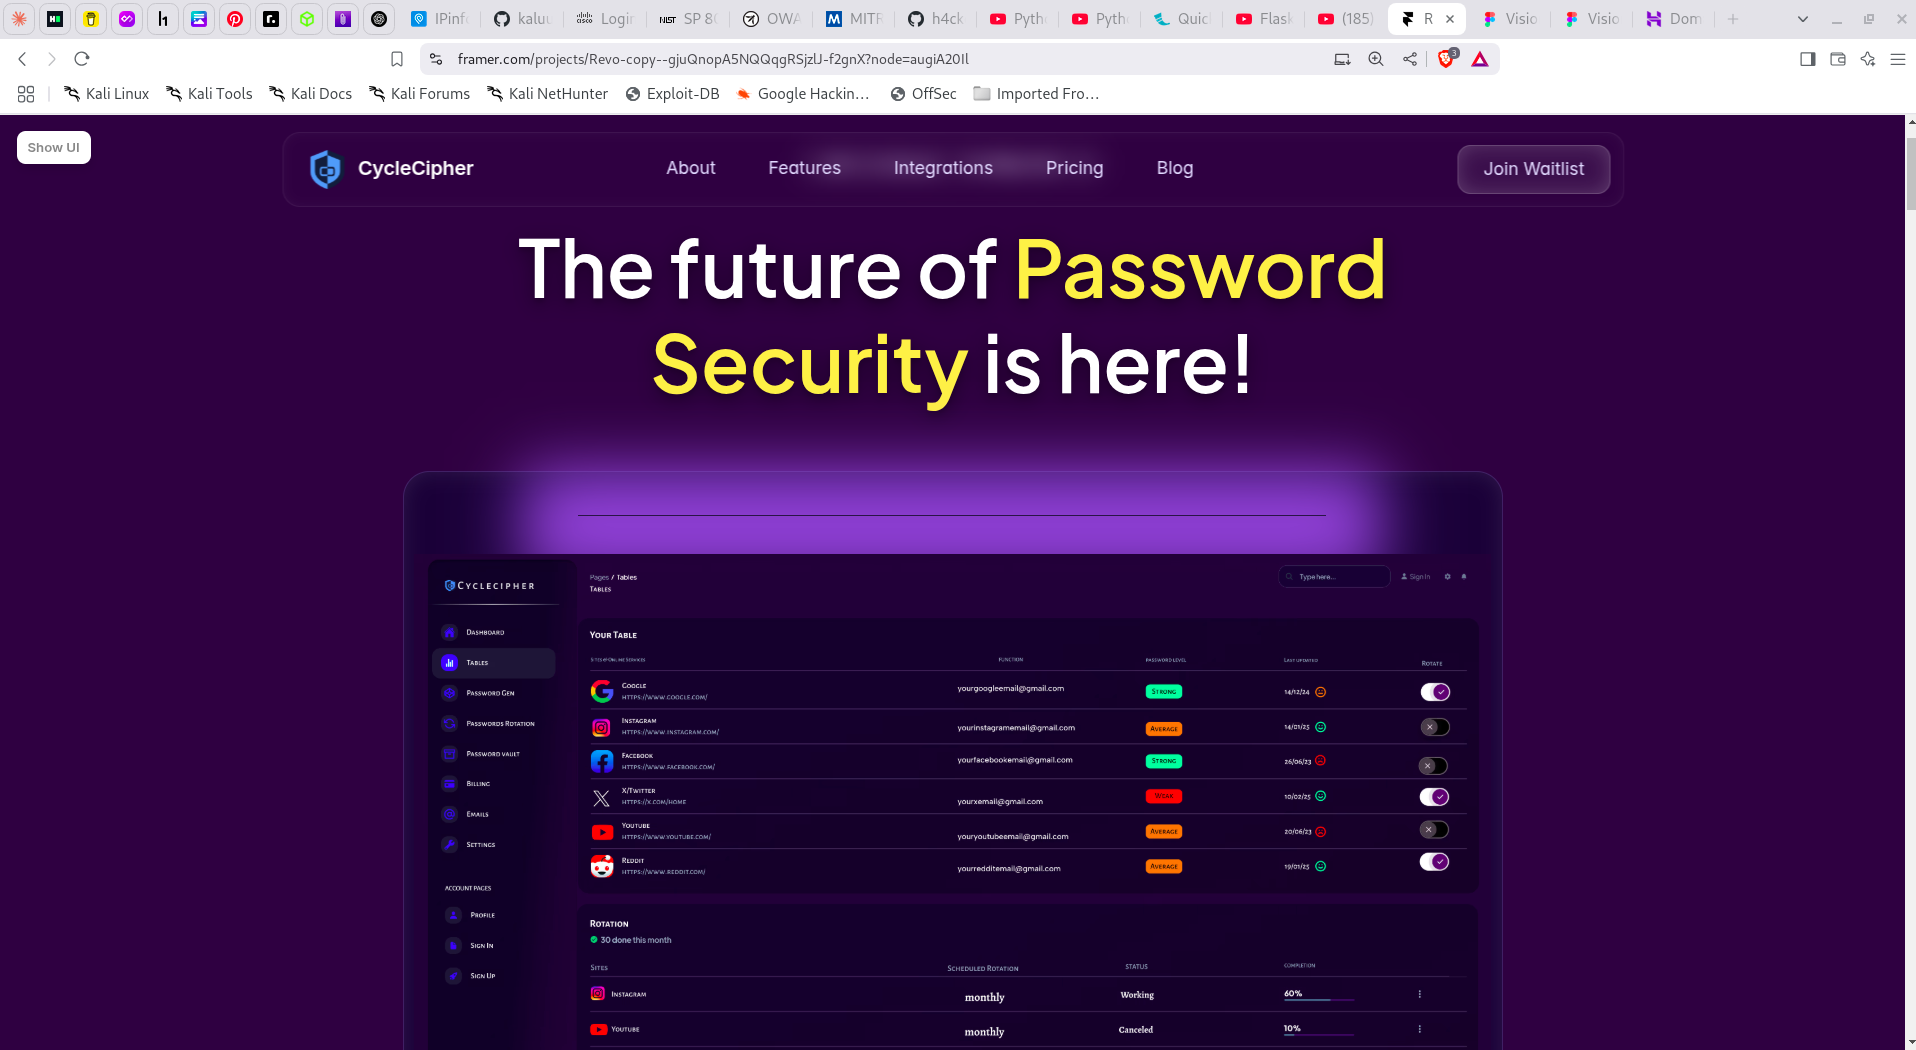 IPinfo
kaluu
Login
SP 80
OWA
MITR
h4ck
Pyth
Pyth
Quic
Flask
(185)
R
Visio
Visio
Dom
framer.com/projects/Revo-copy--gjuQnopA5NQQqgRSjzlJ-f2gnX?node=augiA20Il
3
Kali Linux
Kali Tools
Kali Docs
Kali Forums
Kali NetHunter
Exploit-DB
Google Hackin…
OffSec
Imported Fro…
Show UI
CycleCipher
About
Features
Integrations
Pricing
Blog
Join Waitlist
The future of Password
Security is here!
CYCLECIPHER
Pages / Tables
TABLES
Type here...
Sign In
DASHBOARD
TABLES
PASSWORD GEN
PASSWORDS ROTATION
PASSWORD VAULT
BILLING
EMAILS
SETTINGS
ACCOUNT PAGES
PROFILE
SIGN IN
SIGN UP
YOUR TABLE
FUNCTION
PASSWORD LEVEL
LAST UPDATED
ROTATE
GOOGLE
HTTPS://WWW.GOOGLE.COM/
yourgoogleemail@gmail.com
STRONG
14/12/24
INSTAGRAM
HTTPS://WWW.INSTAGRAM.COM/
yourinstagramemail@gmail.com
AVERAGE
14/01/25
FACEBOOK
HTTPS://WWW.FACEBOOK.COM/
yourfacebookemail@gmail.com
STRONG
26/06/23
X/TWITTER
HTTPS://X.COM/HOME
yourxemail@gmail.com
WEAK
10/02/25
YOUTUBE
HTTPS://WWW.YOUTUBE.COM/
youryoutubeemail@gmail.com
AVERAGE
20/06/23
REDDIT
HTTPS://WWW.REDDIT.COM/
yourredditemail@gmail.com
AVERAGE
19/01/25
ROTATION
30 done this month
SITES
SCHEDULED ROTATION
STATUS
COMPLETION
INSTAGRAM
monthly
Working
60%
YOUTUBE
monthly
Canceled
10%